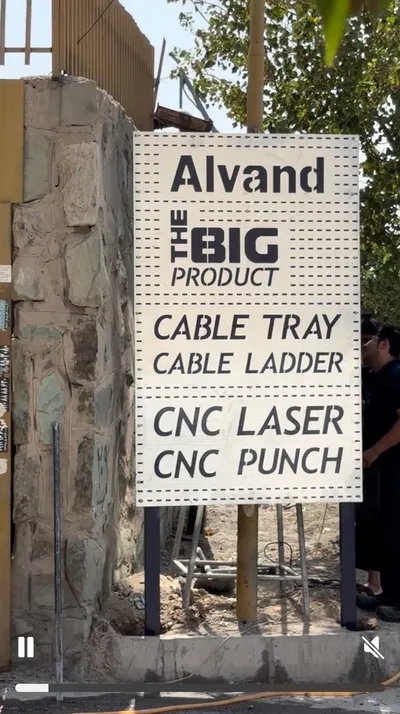 Alvand
THE BIG
PRODUCT
CABLE TRAY
CABLE LADDER
CNC LASER
CNC PUNCH